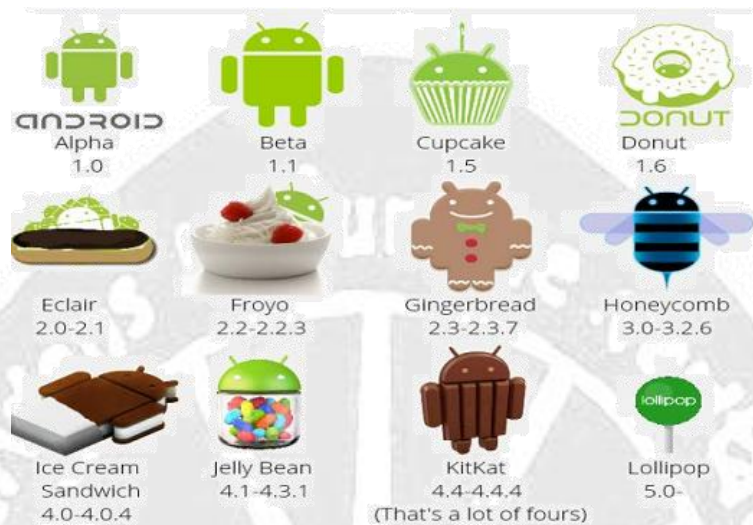 ANDROID
Alpha
1.0
Beta
1.1
Cupcake
1.5
DONUT
Donut
1.6
Eclair
2.0-2.1
Froyo
2.2-2.2.3
Gingerbread
2.3-2.3.7
Honeycomb
3.0-3.2.6
Ice Cream
Sandwich
4.0-4.0.4
Jelly Bean
4.1-4.3.1
KitKat
4.4-4.4.4
(That's a lot of fours)
lollipop
Lollipop
5.0-